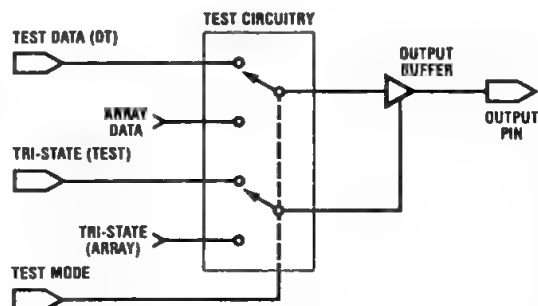 TEST CIRCUITRY
TEST DATA (DT)
OUTPUT
BUFFER
ARRAY
DATA
OUTPUT
PIN
TRI-STATE (TEST)
TRI-STATE
(ARRAY)
TEST MODE